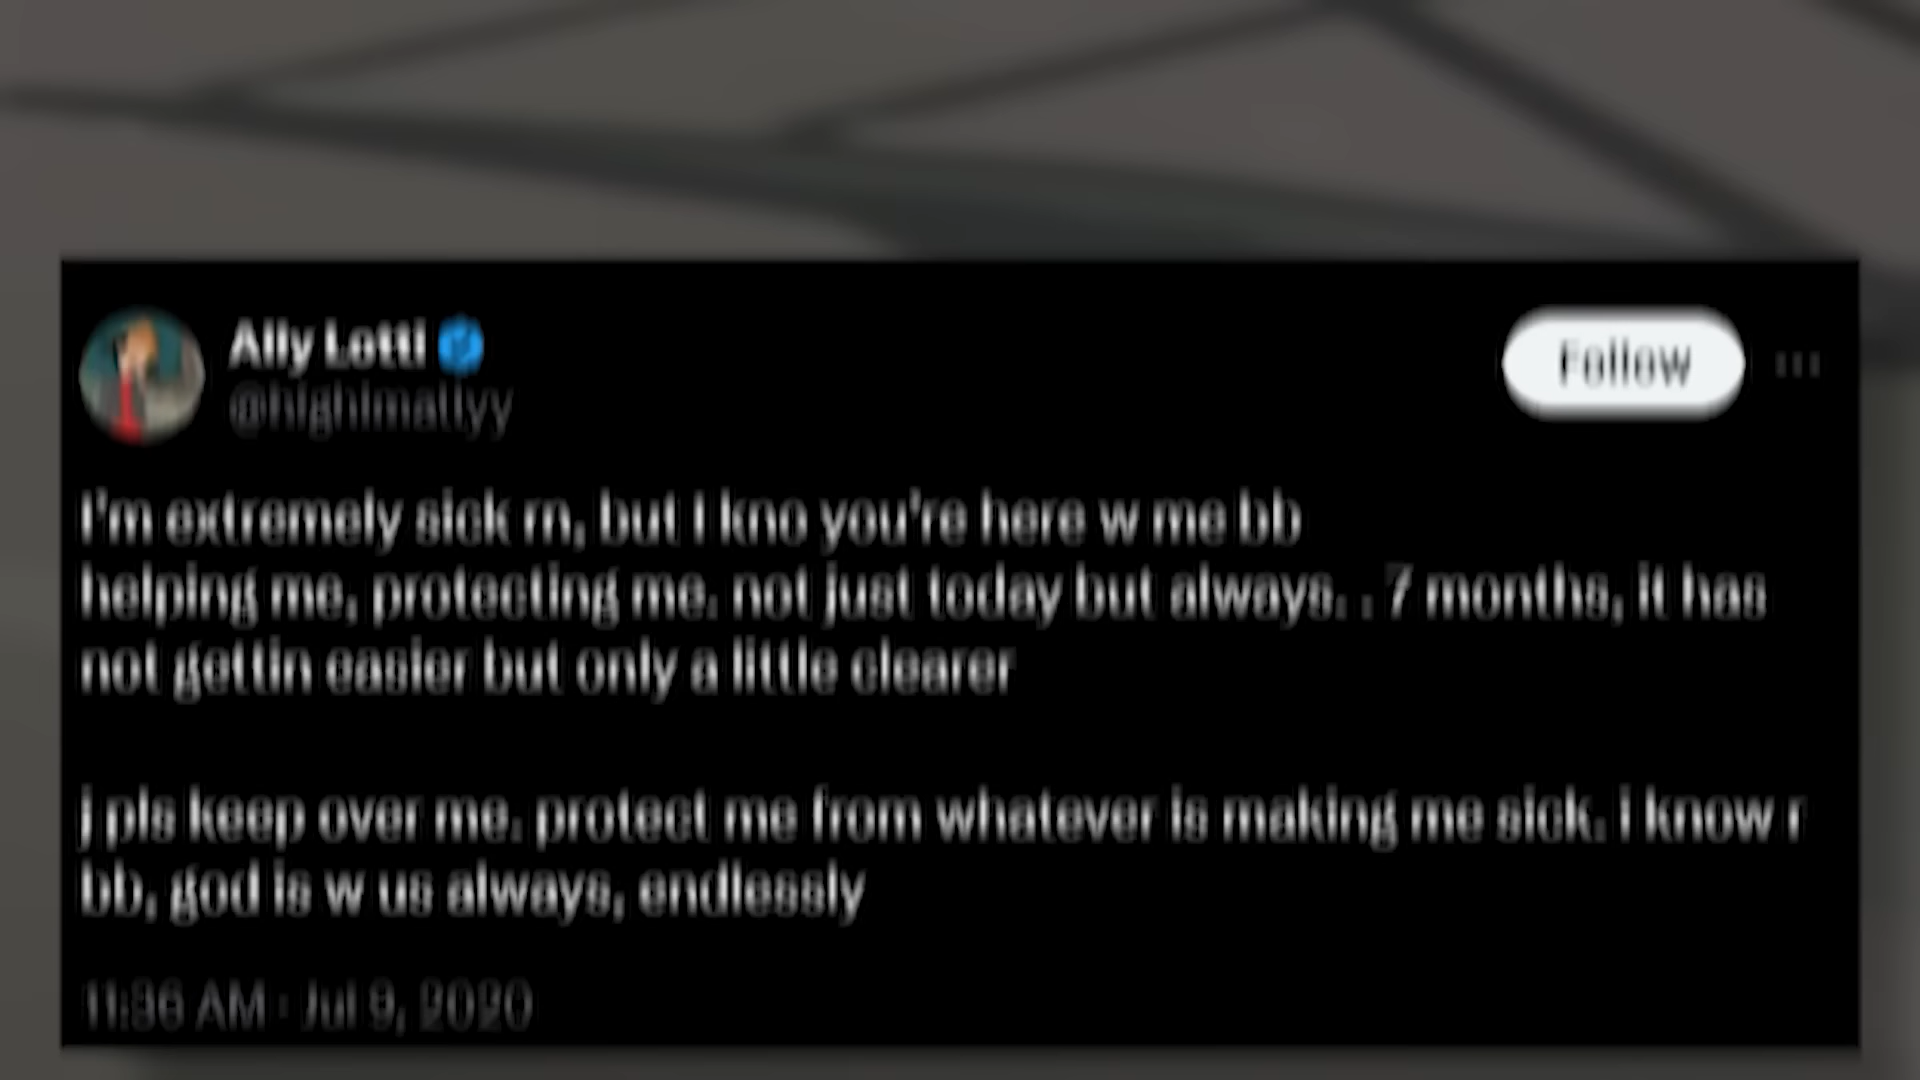 Ally Lotti
Follow
@highimallyy
I'm extremely sick rn, but I kno you're here w me bb
helping me, protecting me. not just today but always. . 7 months, it has
not gettin easier but only a little clearer
j pls keep over me. protect me from whatever is making me sick. i know r
bb, god is w us always, endlessly
11:36 AM · Jul 9, 2020